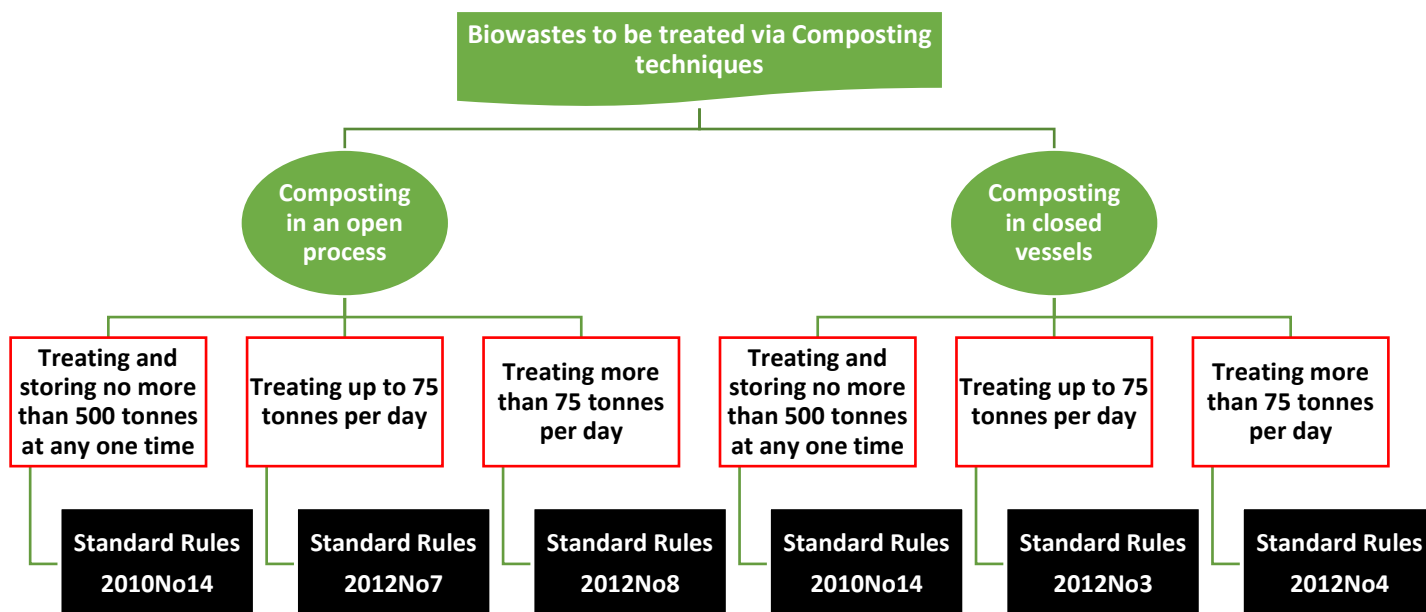 Biowastes to be treated via Composting
techniques
Composting
in an open
process
Composting
in closed
vessels
Treating and
storing no more
than 500 tonnes
at any one time
Treating up to 75
tonnes per day
Treating more
than 75 tonnes
per day
Treating and
storing no more
than 500 tonnes
at any one time
Treating up to 75
tonnes per day
Treating more
than 75 tonnes
per day
Standard Rules
2010No14
Standard Rules
2012No7
Standard Rules
2012No8
Standard Rules
2010No14
Standard Rules
2012No3
Standard Rules
2012No4